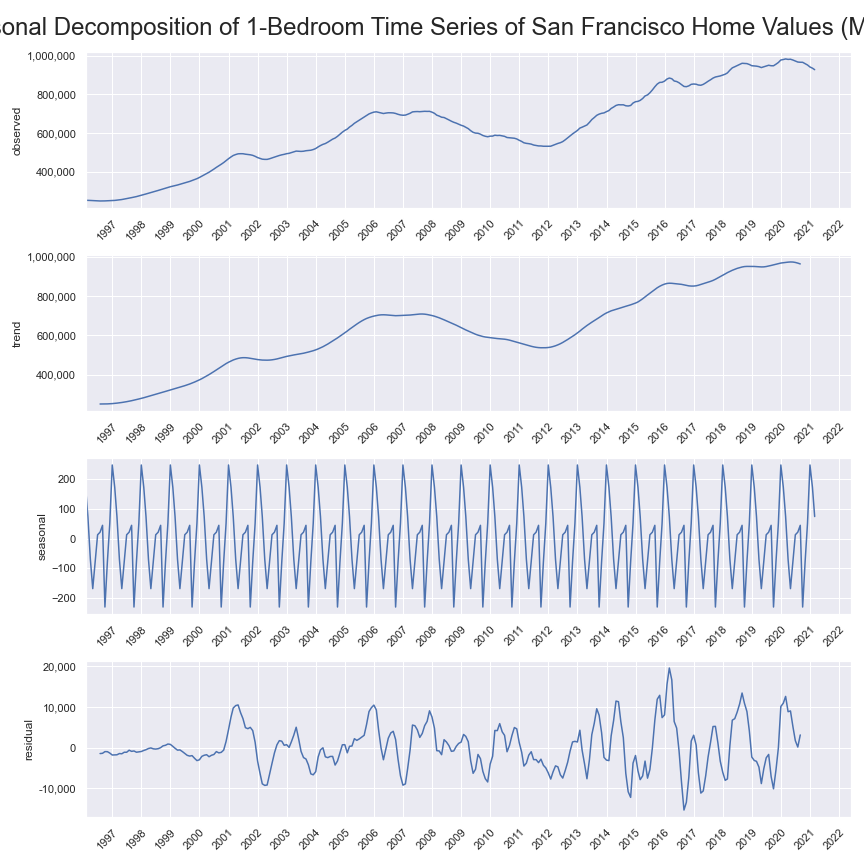 sonal Decomposition of 1-Bedroom Time Series of San Francisco Home Values (M
1,000,000
800,000
600,000
400,000
observed
1997 1998 1999 2000 2001 2002 2003 2004 2005 2006 2007 2008 2009 2010 2011 2012 2013 2014 2015 2016 2017 2018 2019 2020 2021 2022
1,000,000
800,000
600,000
400,000
trend
1997 1998 1999 2000 2001 2002 2003 2004 2005 2006 2007 2008 2009 2010 2011 2012 2013 2014 2015 2016 2017 2018 2019 2020 2021 2022
200
100
0
−100
−200
seasonal
1997 1998 1999 2000 2001 2002 2003 2004 2005 2006 2007 2008 2009 2010 2011 2012 2013 2014 2015 2016 2017 2018 2019 2020 2021 2022
20,000
10,000
0
-10,000
residual
1997 1998 1999 2000 2001 2002 2003 2004 2005 2006 2007 2008 2009 2010 2011 2012 2013 2014 2015 2016 2017 2018 2019 2020 2021 2022